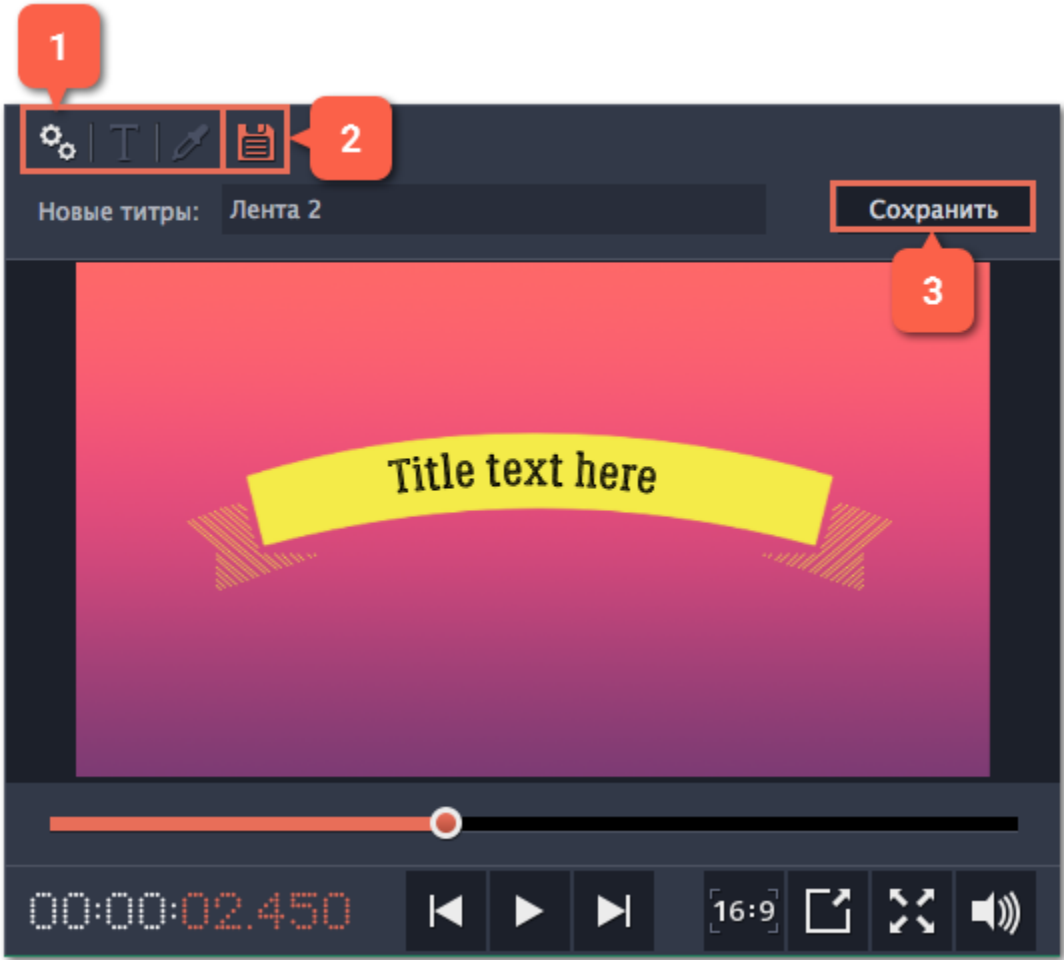 1
T
2
Новые титры: Лента 2
Сохранить
3
Title text here
00:00:02.450
16:9